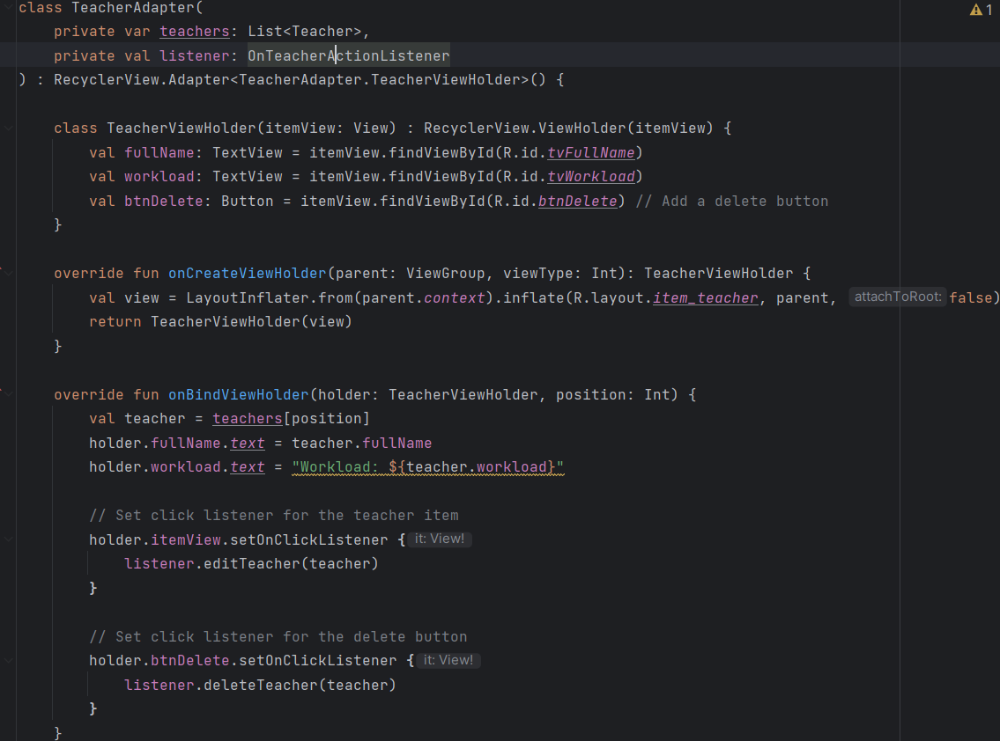 class TeacherAdapter(
    private var teachers: List<Teacher>,
    private val listener: OnTeacherActionListener
) : RecyclerView.Adapter<TeacherAdapter.TeacherViewHolder>() {
    class TeacherViewHolder(itemView: View) : RecyclerView.ViewHolder(itemView) {
        val fullName: TextView = itemView.findViewById(R.id.tvFullName)
        val workload: TextView = itemView.findViewById(R.id.tvWorkload)
        val btnDelete: Button = itemView.findViewById(R.id.btnDelete) // Add a delete button
    }
    override fun onCreateViewHolder(parent: ViewGroup, viewType: Int): TeacherViewHolder {
        val view = LayoutInflater.from(parent.context).inflate(R.layout.item_teacher, parent, attachToRoot: false)
        return TeacherViewHolder(view)
    }
    override fun onBindViewHolder(holder: TeacherViewHolder, position: Int) {
        val teacher = teachers[position]
        holder.fullName.text = teacher.fullName
        holder.workload.text = "Workload: ${teacher.workload}"
        // Set click listener for the teacher item
        holder.itemView.setOnClickListener { it: View!
            listener.editTeacher(teacher)
        }
        // Set click listener for the delete button
        holder.btnDelete.setOnClickListener { it: View!
            listener.deleteTeacher(teacher)
        }
    }
1